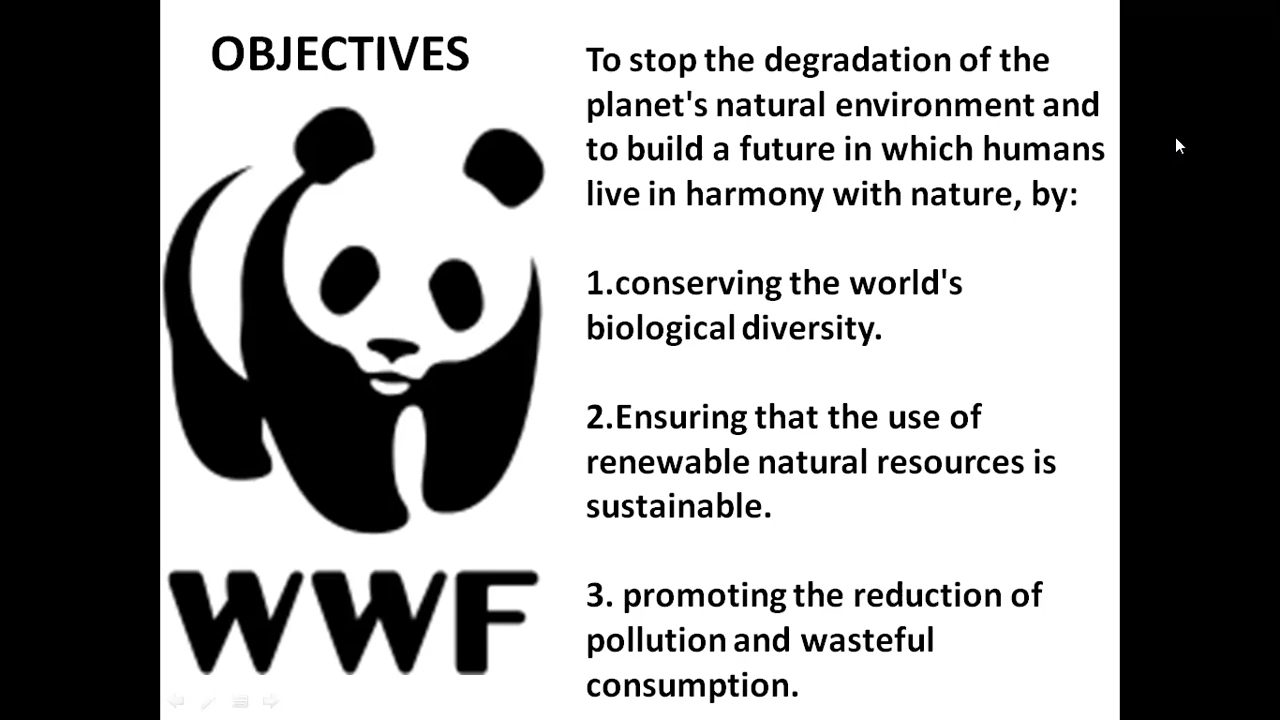 OBJECTIVES
To stop the degradation of the
planet's natural environment and
to build a future in which humans
live in harmony with nature, by:
1.conserving the world's
biological diversity.
2.Ensuring that the use of
renewable natural resources is
sustainable.
3. promoting the reduction of
pollution and wasteful
consumption.
WWF